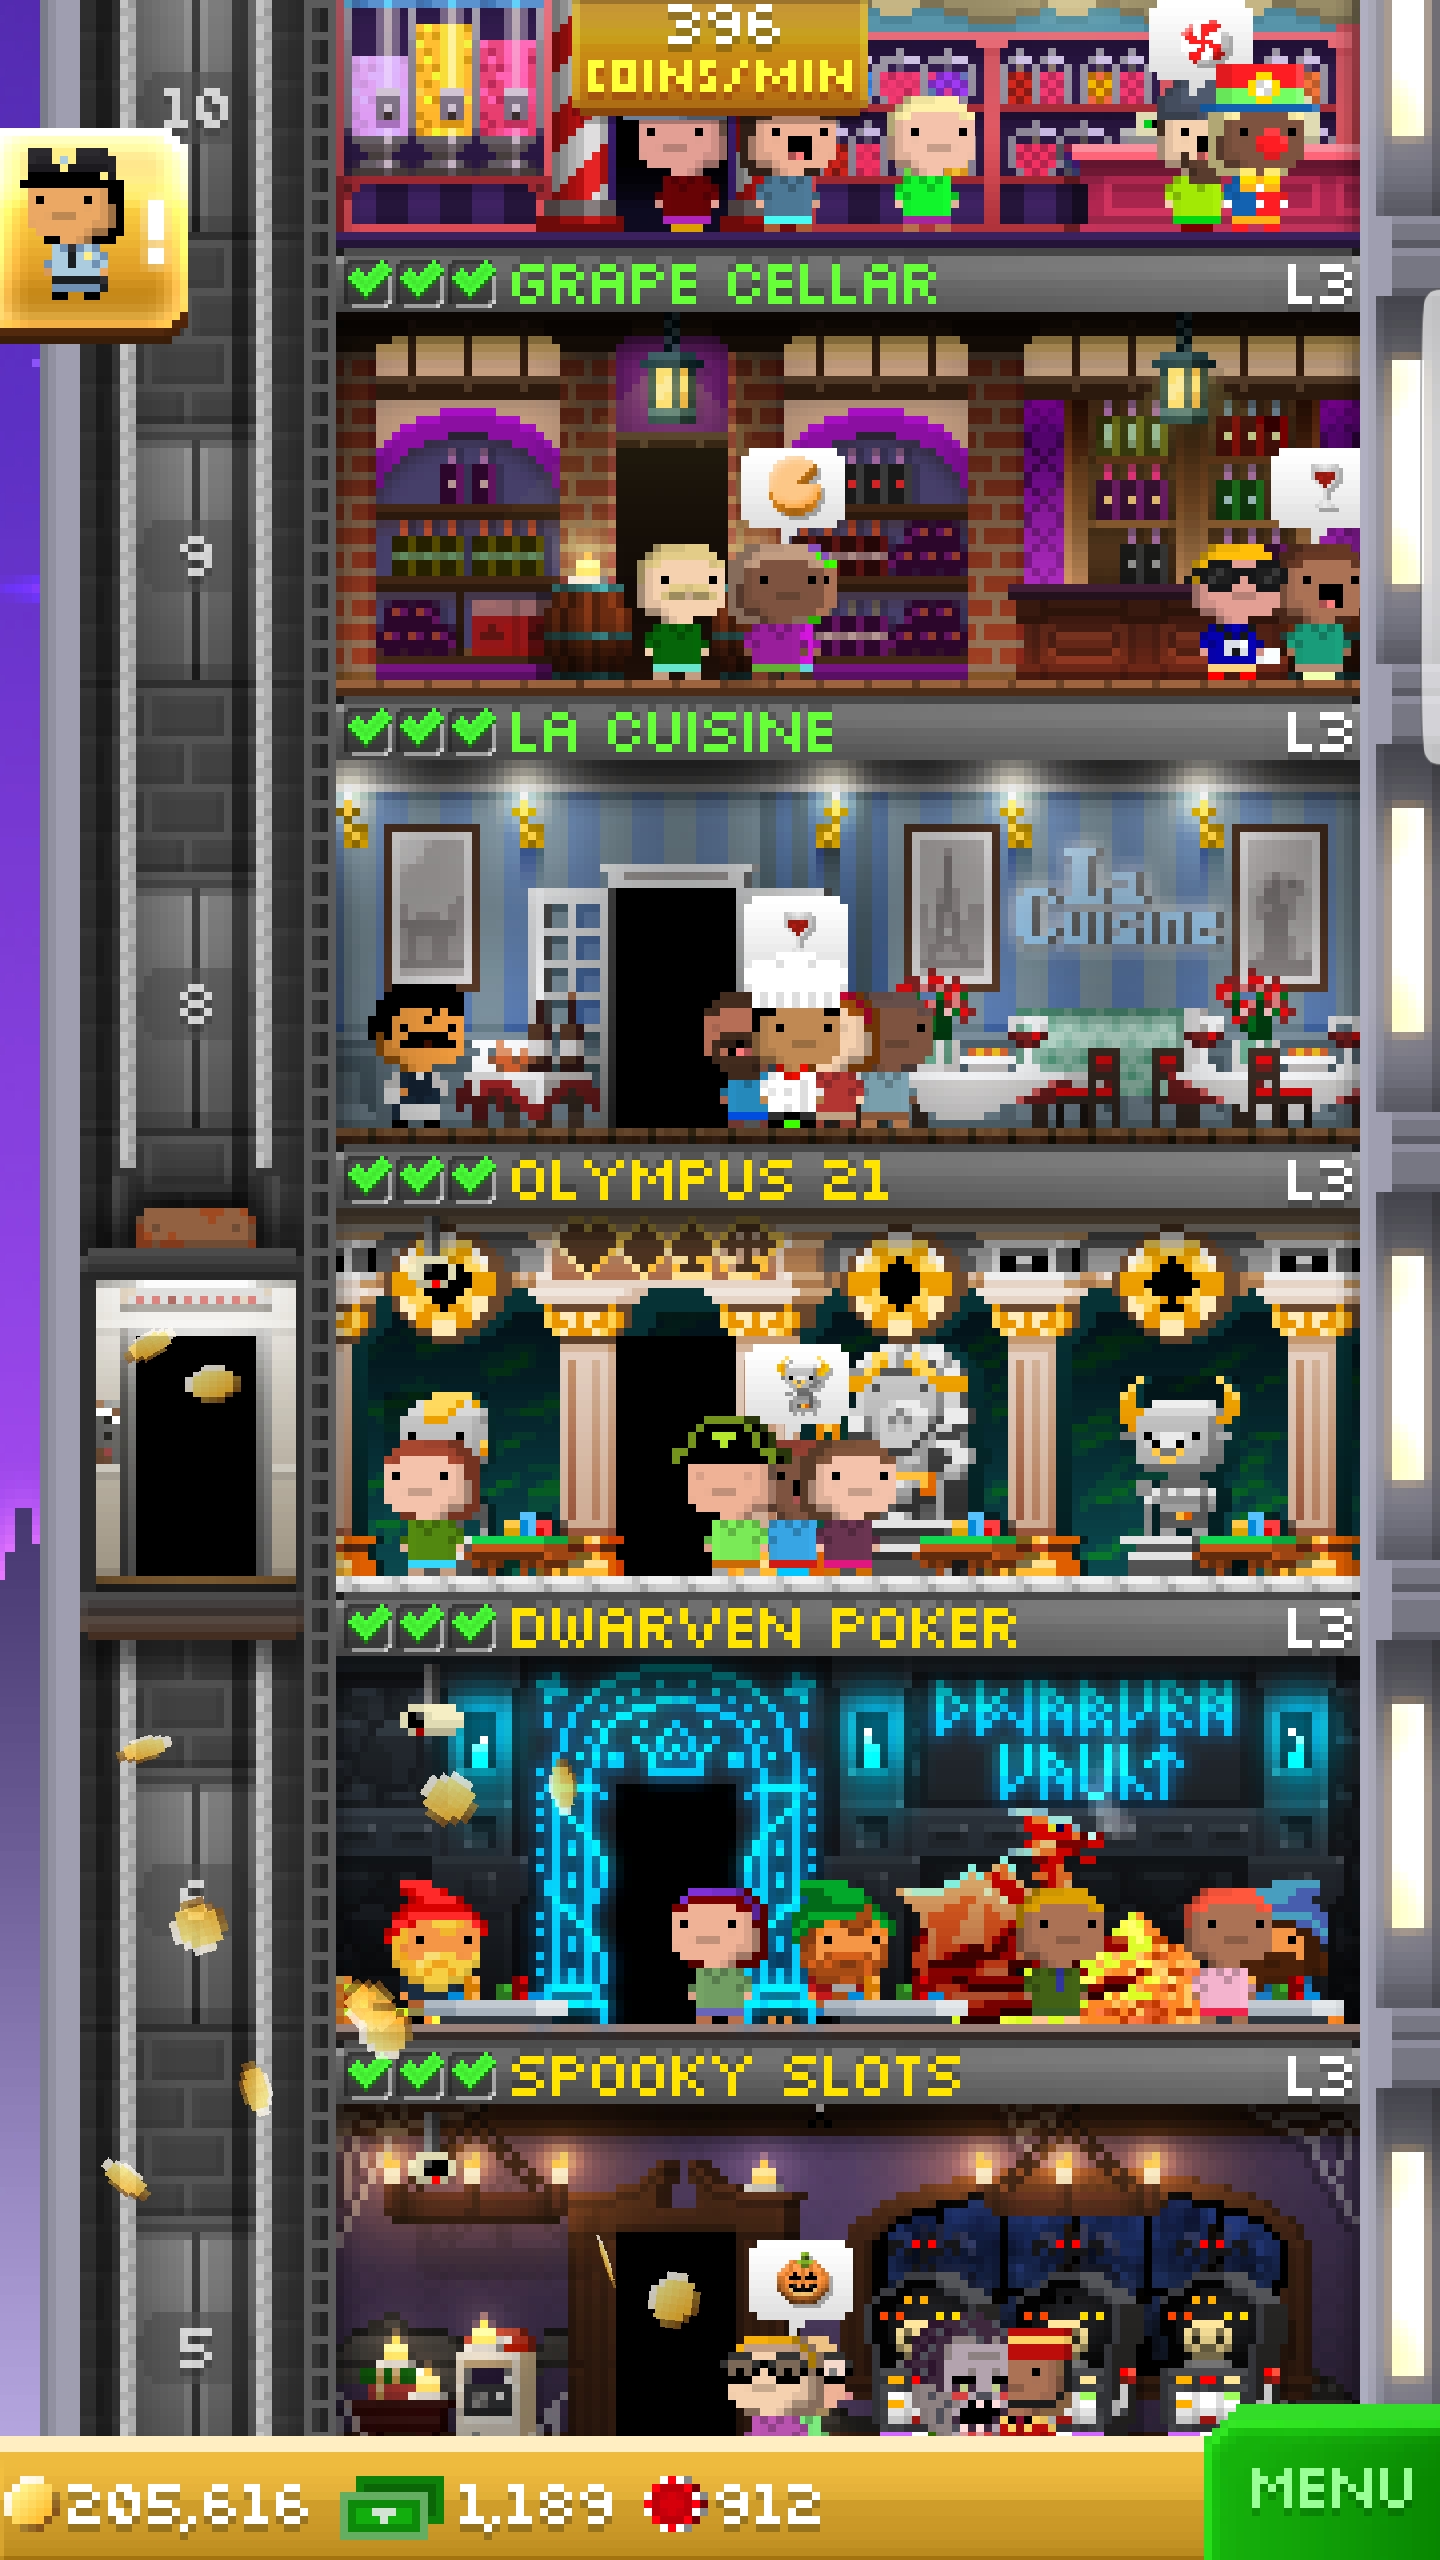 396
COINS/MIN
10
!
GRAPE CELLAR L3
9
LA CUISINE L3
La
Cuisine
8
OLYMPUS 21 L3
DWARVEN POKER L3
DWARVEN
VAULT
SPOOKY SLOTS L3
5
205,616 1,189 912
MENU